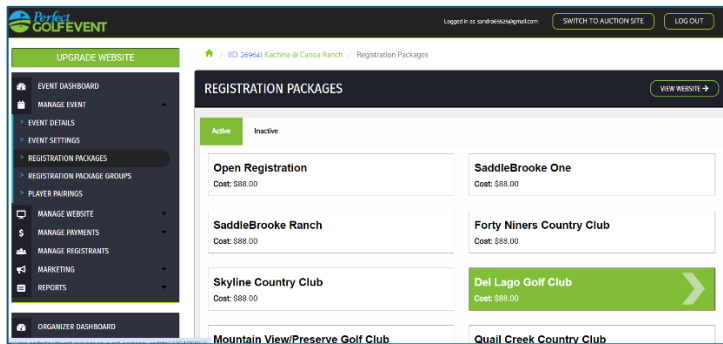 Perfect
GOLF EVENT
Logged in as sandra65525@gmail.com
SWITCH TO AUCTION SITE
LOG OUT
UPGRADE WEBSITE
/ (ID: 26964) Kachina @ Canoa Ranch / Registration Packages
EVENT DASHBOARD
MANAGE EVENT
> EVENT DETAILS
> EVENT SETTINGS
> REGISTRATION PACKAGES
> REGISTRATION PACKAGE GROUPS
> PLAYER PAIRINGS
MANAGE WEBSITE
MANAGE PAYMENTS
MANAGE REGISTRANTS
MARKETING
REPORTS
ORGANIZER DASHBOARD
REGISTRATION PACKAGES
VIEW WEBSITE →
Active Inactive
Open Registration
Cost: $88.00
SaddleBrooke One
Cost: $88.00
SaddleBrooke Ranch
Cost: $88.00
Forty Niners Country Club
Cost: $88.00
Skyline Country Club
Cost: $88.00
Del Lago Golf Club
Cost: $88.00
Mountain View/Preserve Golf Club
Quail Creek Country Club